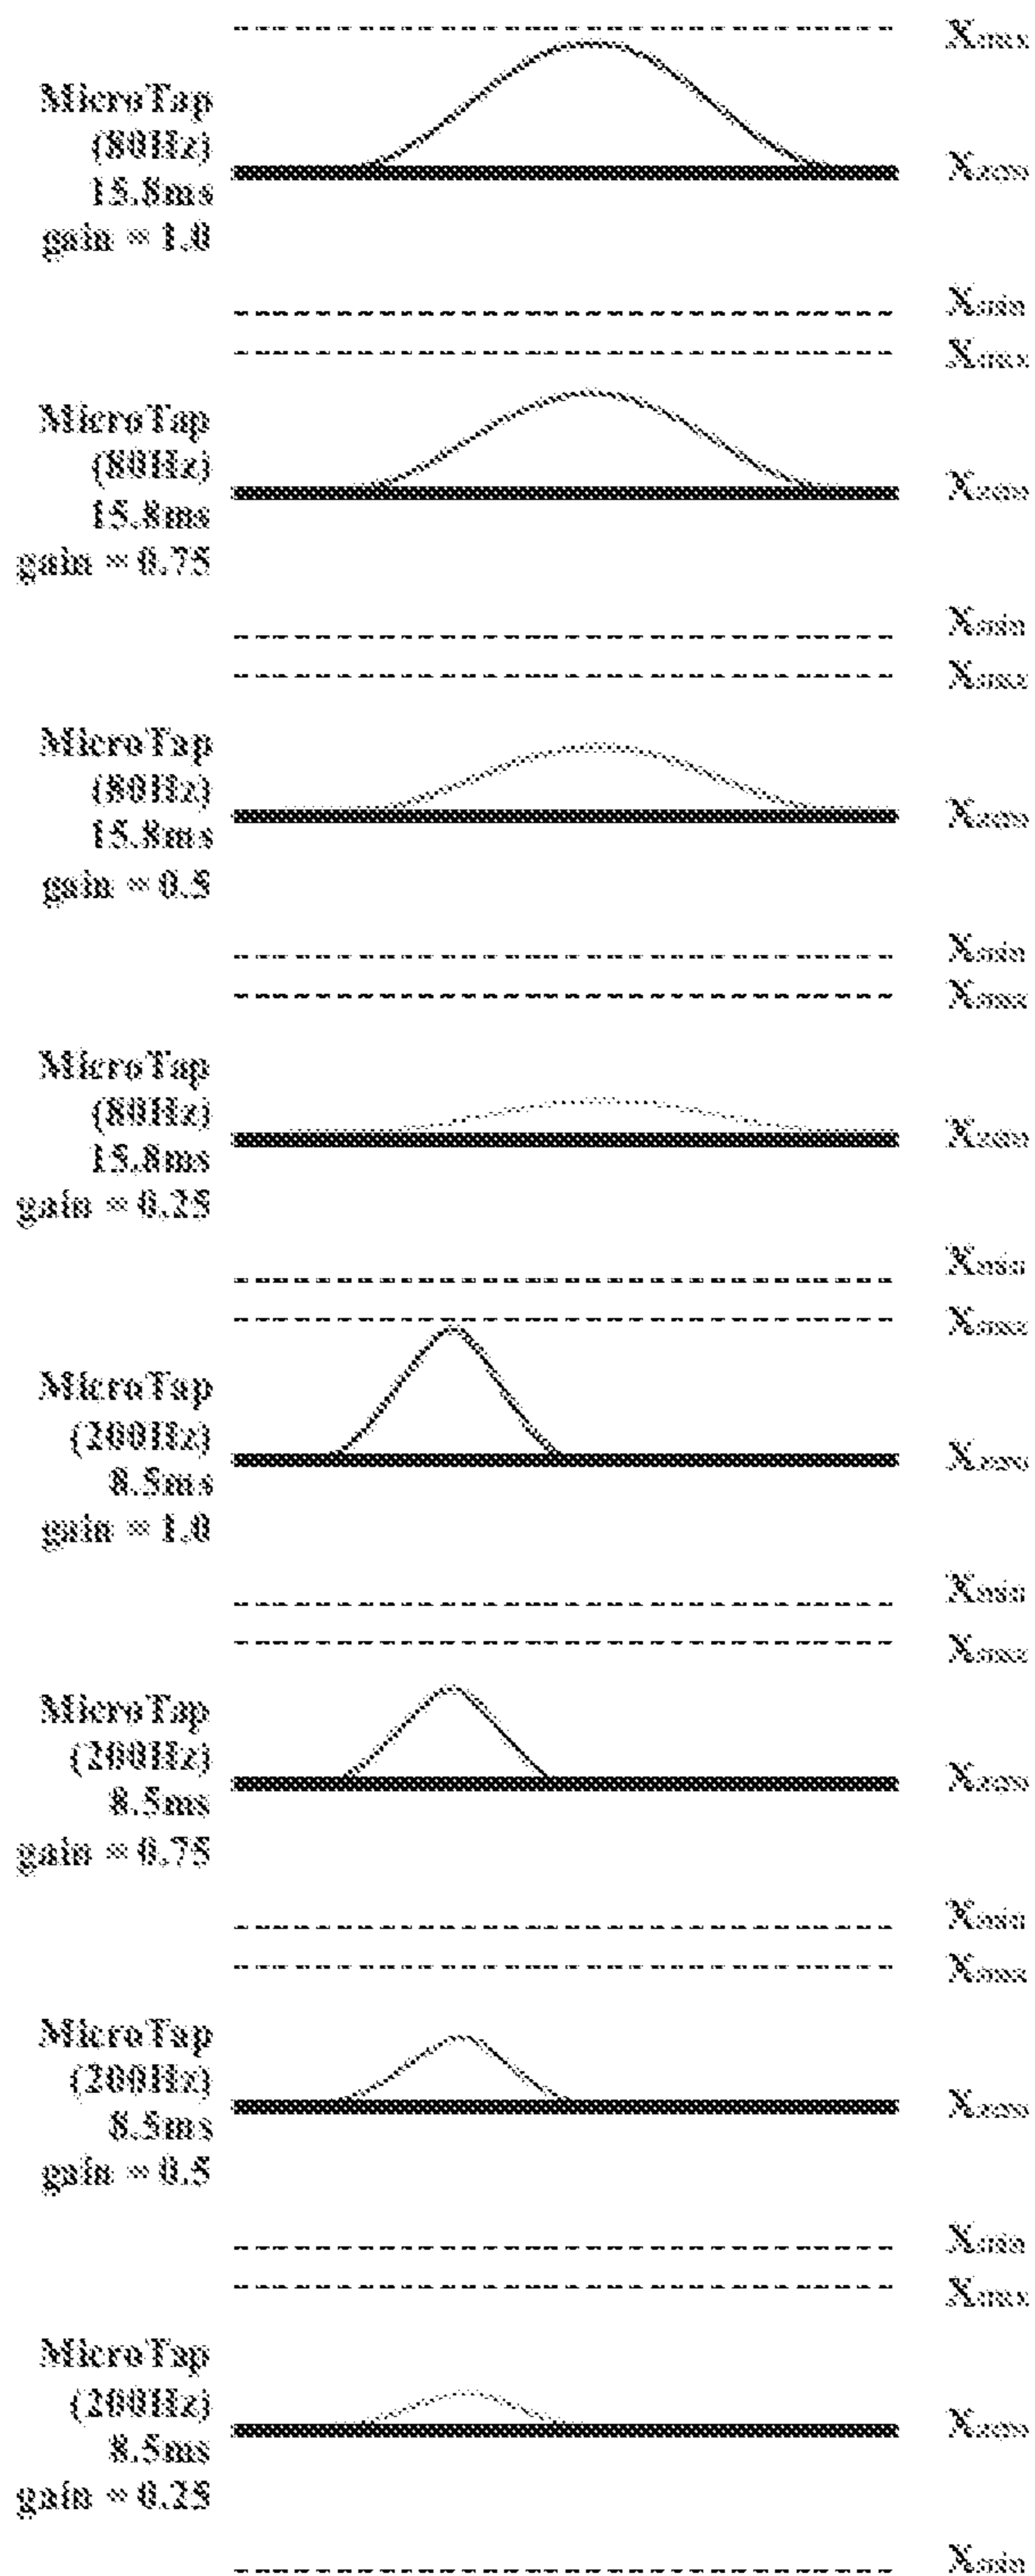 Xmax
MicroTap
(80Hz)
15.8ms
gain = 1.0
Xzero
Xmin
Xmax
MicroTap
(80Hz)
15.8ms
gain = 0.75
Xzero
Xmin
Xmax
MicroTap
(80Hz)
15.8ms
gain = 0.5
Xzero
Xmin
Xmax
MicroTap
(80Hz)
15.8ms
gain = 0.25
Xzero
Xmin
Xmax
MicroTap
(200Hz)
8.5ms
gain = 1.0
Xzero
Xmin
Xmax
MicroTap
(200Hz)
8.5ms
gain = 0.75
Xzero
Xmin
Xmax
MicroTap
(200Hz)
8.5ms
gain = 0.5
Xzero
Xmin
Xmax
MicroTap
(200Hz)
8.5ms
gain = 0.25
Xzero
Xmin